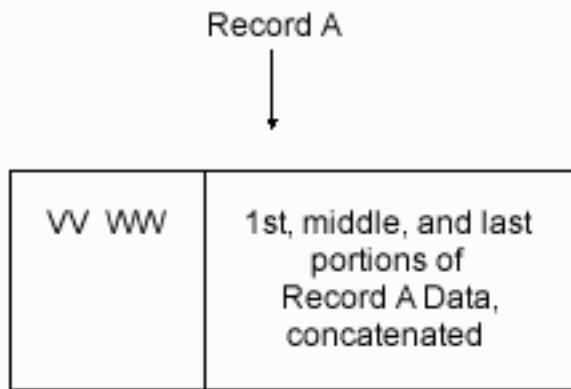 Record A
VV WW
1st, middle, and last
portions of
Record A Data,
concatenated